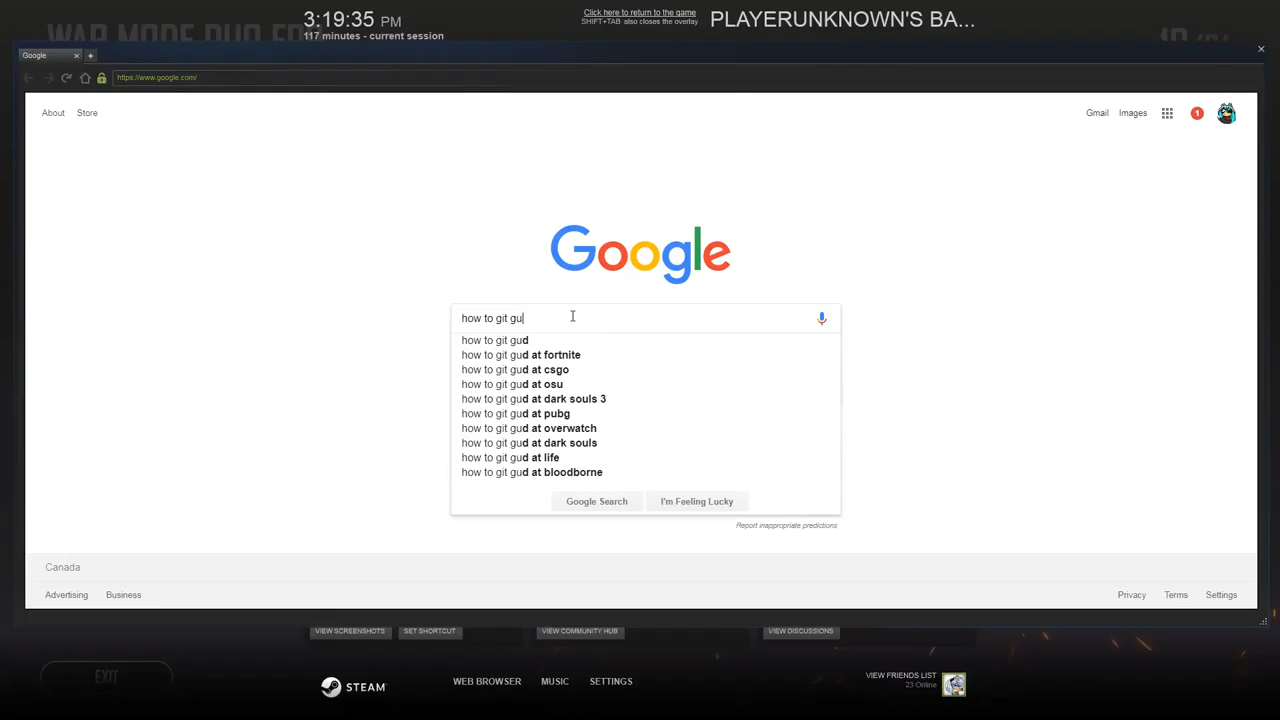 3:19:35 PM
117 minutes - current session
Click here to return to the game
SHIFT+TAB also closes the overlay
PLAYERUNKNOWN'S BA...
Google
https://www.google.com/
About Store
Gmail Images 1
Google
how to git gu
how to git gud
how to git gud at fortnite
how to git gud at csgo
how to git gud at osu
how to git gud at dark souls 3
how to git gud at pubg
how to git gud at overwatch
how to git gud at dark souls
how to git gud at life
how to git gud at bloodborne
Google Search I'm Feeling Lucky
Report inappropriate predictions
Canada
Advertising Business
Privacy Terms Settings
VIEW SCREENSHOTS SET SHORTCUT VIEW COMMUNITY HUB VIEW DISCUSSIONS
EXIT
STEAM WEB BROWSER MUSIC SETTINGS
VIEW FRIENDS LIST
23 Online